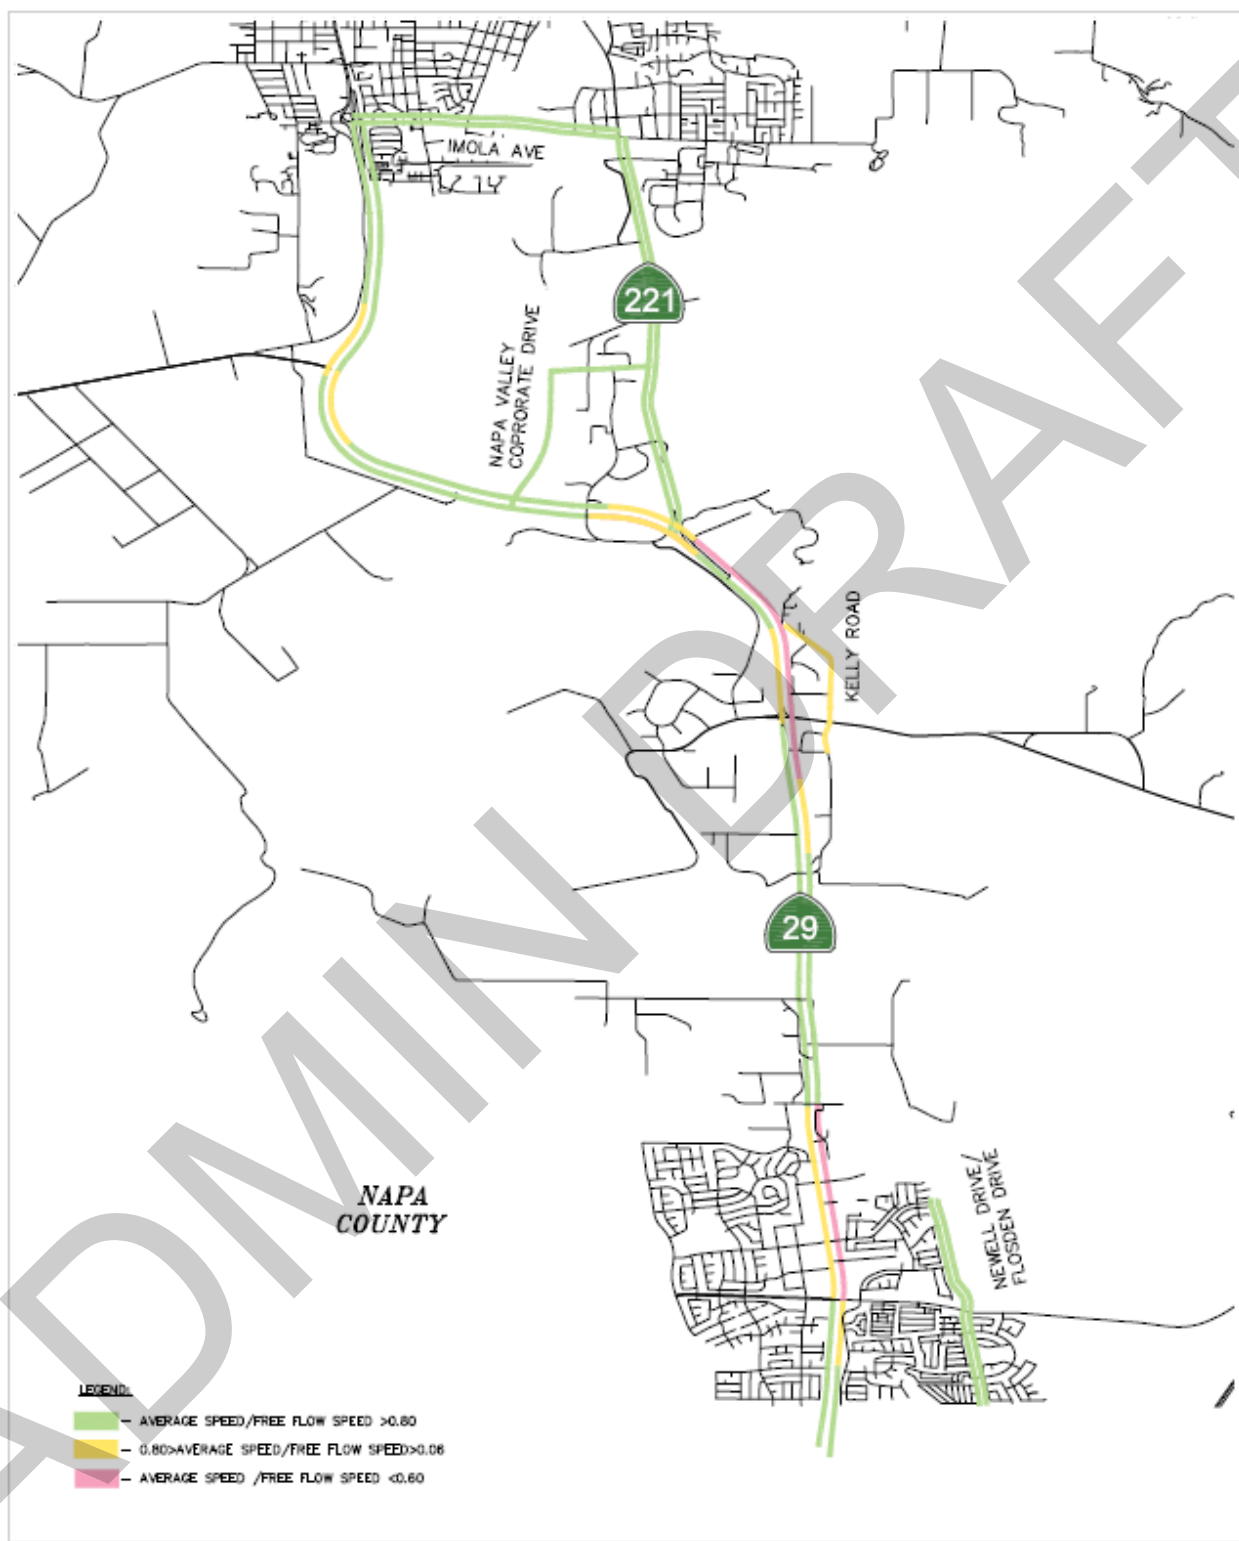 IMOLA AVE
221
NAPA VALLEY
COPRORATE DRIVE
KELLY ROAD
29
NEWELL DRIVE/
FLOSDEN DRIVE
NAPA
COUNTY
ADMIN DRAFT
LEGEND:
- AVERAGE SPEED/FREE FLOW SPEED >0.80
- 0.80>AVERAGE SPEED/FREE FLOW SPEED>0.06
- AVERAGE SPEED /FREE FLOW SPEED <0.60